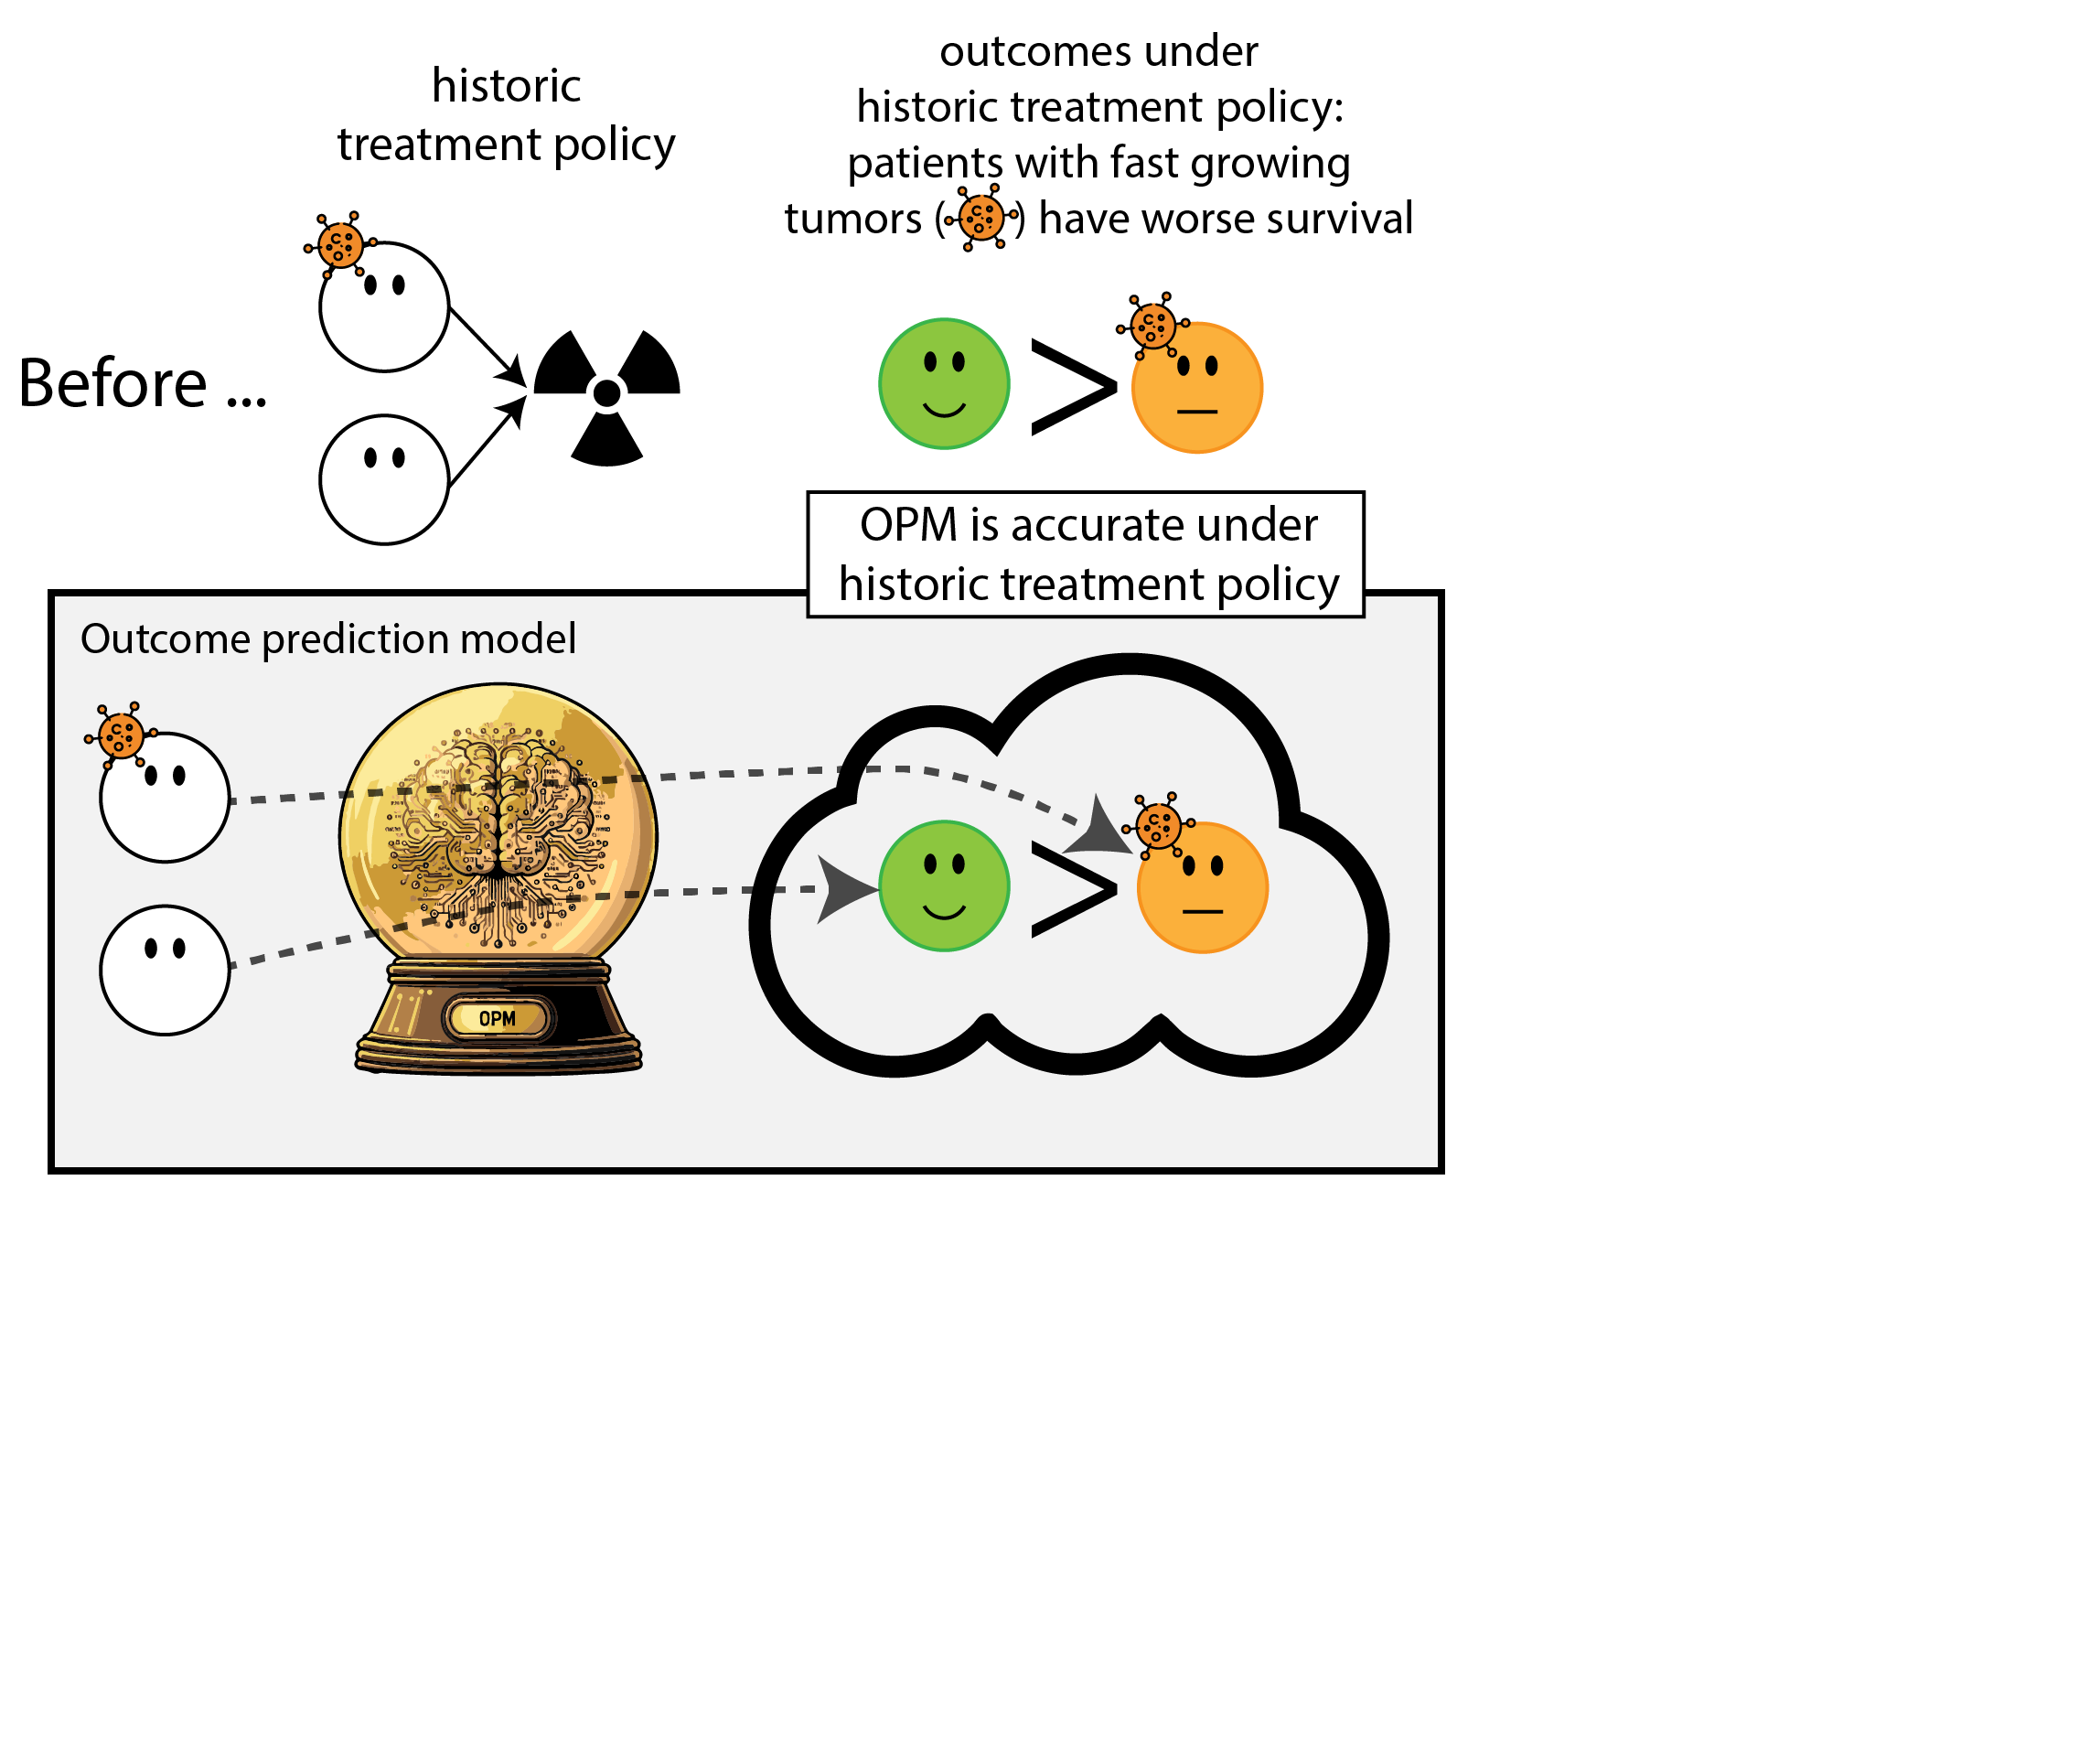 historic
treatment policy
outcomes under
historic treatment policy:
patients with fast growing
tumors ( ) have worse survival
Before ...
>
OPM is accurate under
historic treatment policy
Outcome prediction model
>
OPM